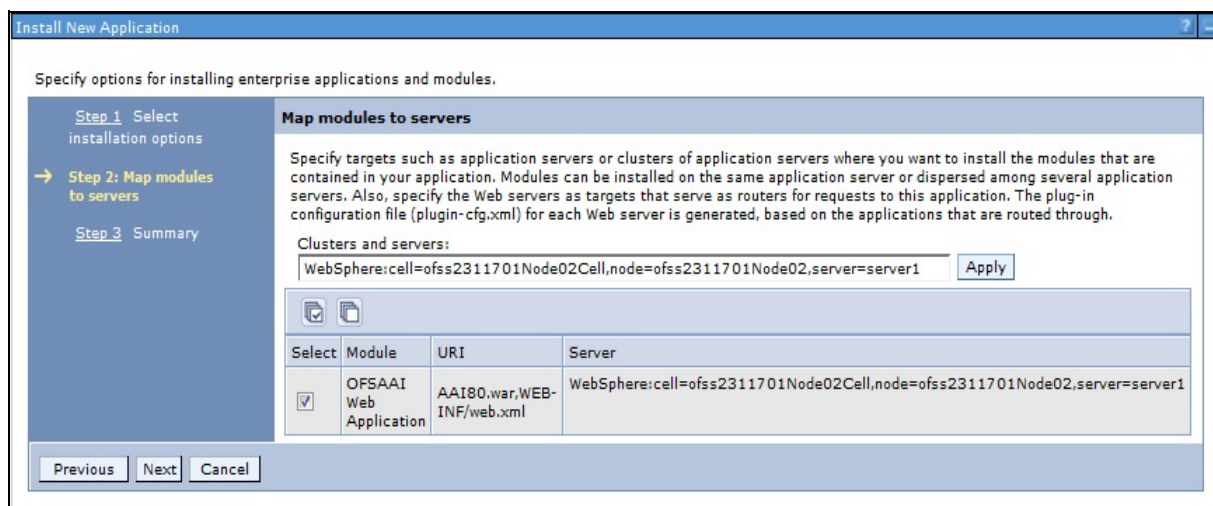 Install New Application
?
Specify options for installing enterprise applications and modules.
Step 1 Select
installation options
Step 2: Map modules
to servers
Step 3 Summary
Map modules to servers
Specify targets such as application servers or clusters of application servers where you want to install the modules that are
contained in your application. Modules can be installed on the same application server or dispersed among several application
servers. Also, specify the Web servers as targets that serve as routers for requests to this application. The plug-in
configuration file (plugin-cfg.xml) for each Web server is generated, based on the applications that are routed through.
Clusters and servers:
WebSphere:cell=ofss2311701Node02Cell,node=ofss2311701Node02,server=server1 Apply
Select Module URI Server
OFSAAI
Web
Application
AAI80.war,WEB-
INF/web.xml
WebSphere:cell=ofss2311701Node02Cell,node=ofss2311701Node02,server=server1
Previous Next Cancel